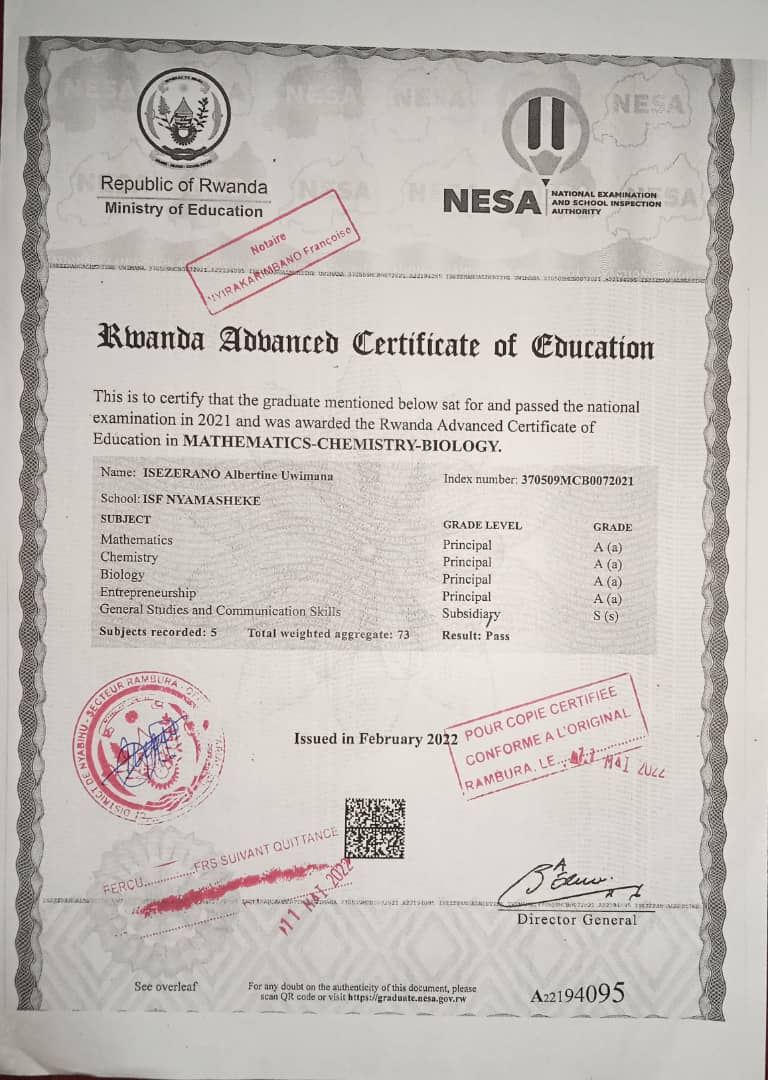 Republic of Rwanda
Ministry of Education
NESA
NATIONAL EXAMINATION
AND SCHOOL INSPECTION
AUTHORITY
Notaire
NYIRAKARIMBANO Françoise
Rwanda Advanced Certificate of Education
This is to certify that the graduate mentioned below sat for and passed the national
examination in 2021 and was awarded the Rwanda Advanced Certificate of
Education in MATHEMATICS-CHEMISTRY-BIOLOGY.
Name: ISEZERANO Albertine Uwimana
Index number: 370509MCB0072021
School: ISF NYAMASHEKE
SUBJECT GRADE LEVEL GRADE
Mathematics Principal A (a)
Chemistry Principal A (a)
Biology Principal A (a)
Entrepreneurship Principal A (a)
General Studies and Communication Skills Subsidiary S (s)
Subjects recorded: 5 Total weighted aggregate: 73 Result: Pass
DISTRICT DE NYABIHU - SECTEUR RAMBURA
Issued in February 2022
POUR COPIE CERTIFIEE
CONFORME A L'ORIGINAL
RAMBURA, LE
MAI 2022
PERCU FRS SUIVANT QUITTANCE
11 MAI 2022
Director General
See overleaf
For any doubt on the authenticity of this document, please
scan QR code or visit https://graduate.nesa.gov.rw
A22194095